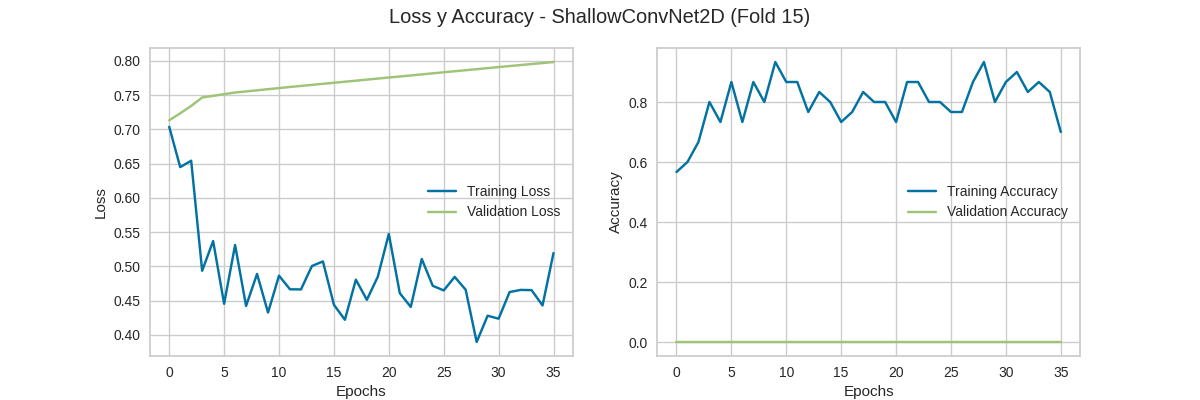 Loss y Accuracy - ShallowConvNet2D (Fold 15)
0.80
0.75
0.70
0.65
0.60
0.55
0.50
0.45
0.40
Loss
Training Loss
Validation Loss
0 5 10 15 20 25 30 35
Epochs
0.8
0.6
0.4
0.2
0.0
Accuracy
Training Accuracy
Validation Accuracy
0 5 10 15 20 25 30 35
Epochs